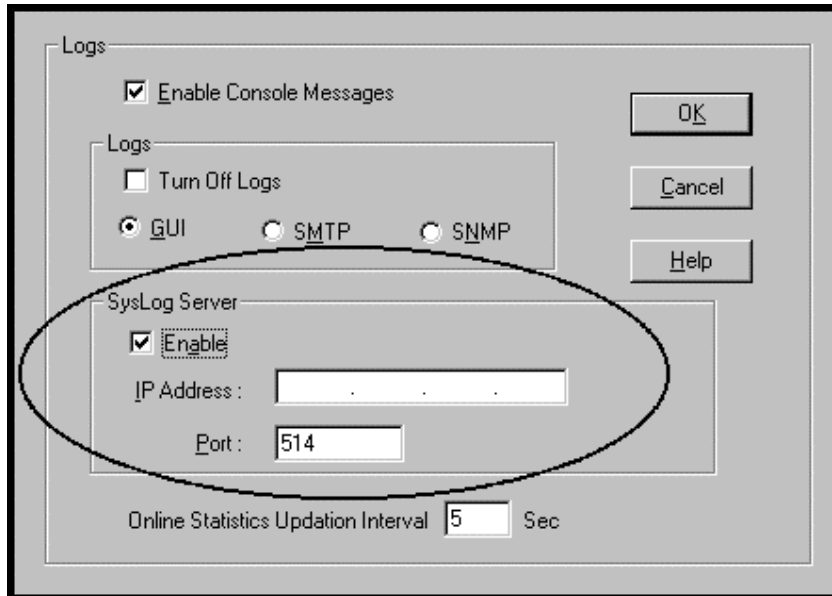 Logs
Enable Console Messages
OK
Logs
Turn Off Logs
Cancel
GUI SMTP SNMP
Help
SysLog Server
Enable
IP Address : . . .
Port : 514
Online Statistics Updation Interval 5 Sec